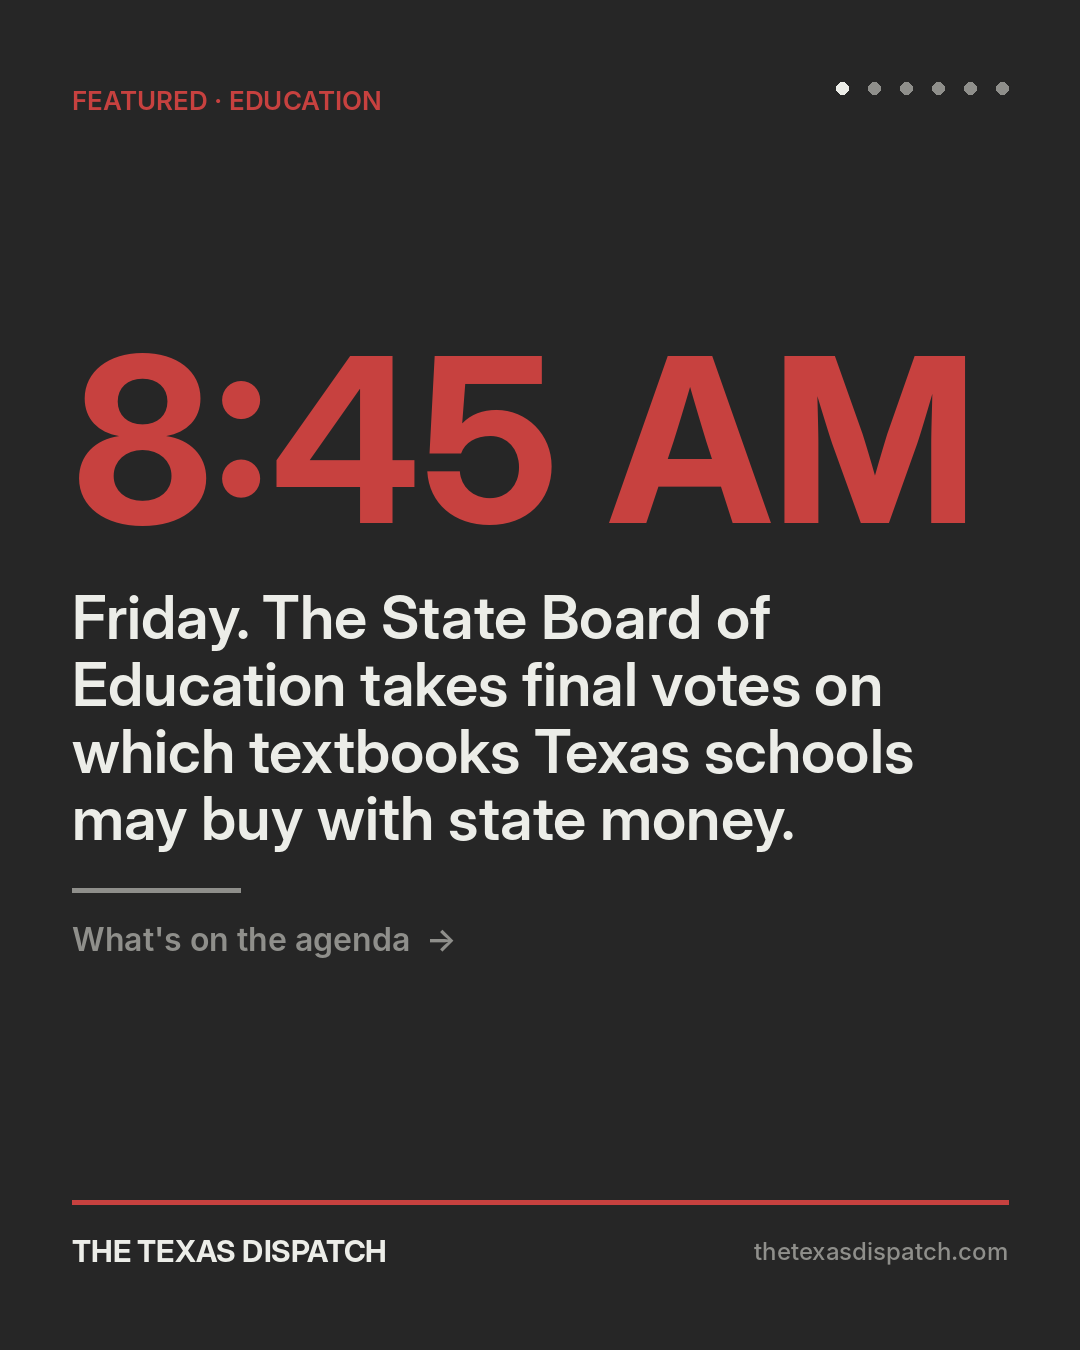 FEATURED · EDUCATION
8:45 AM
Friday. The State Board of
Education takes final votes on
which textbooks Texas schools
may buy with state money.
What's on the agenda →
THE TEXAS DISPATCH
thetexasdispatch.com